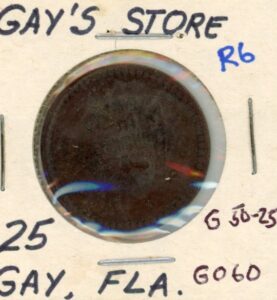 GAY'S STORE
R6
G 50-25
25
GAY, FLA. G060